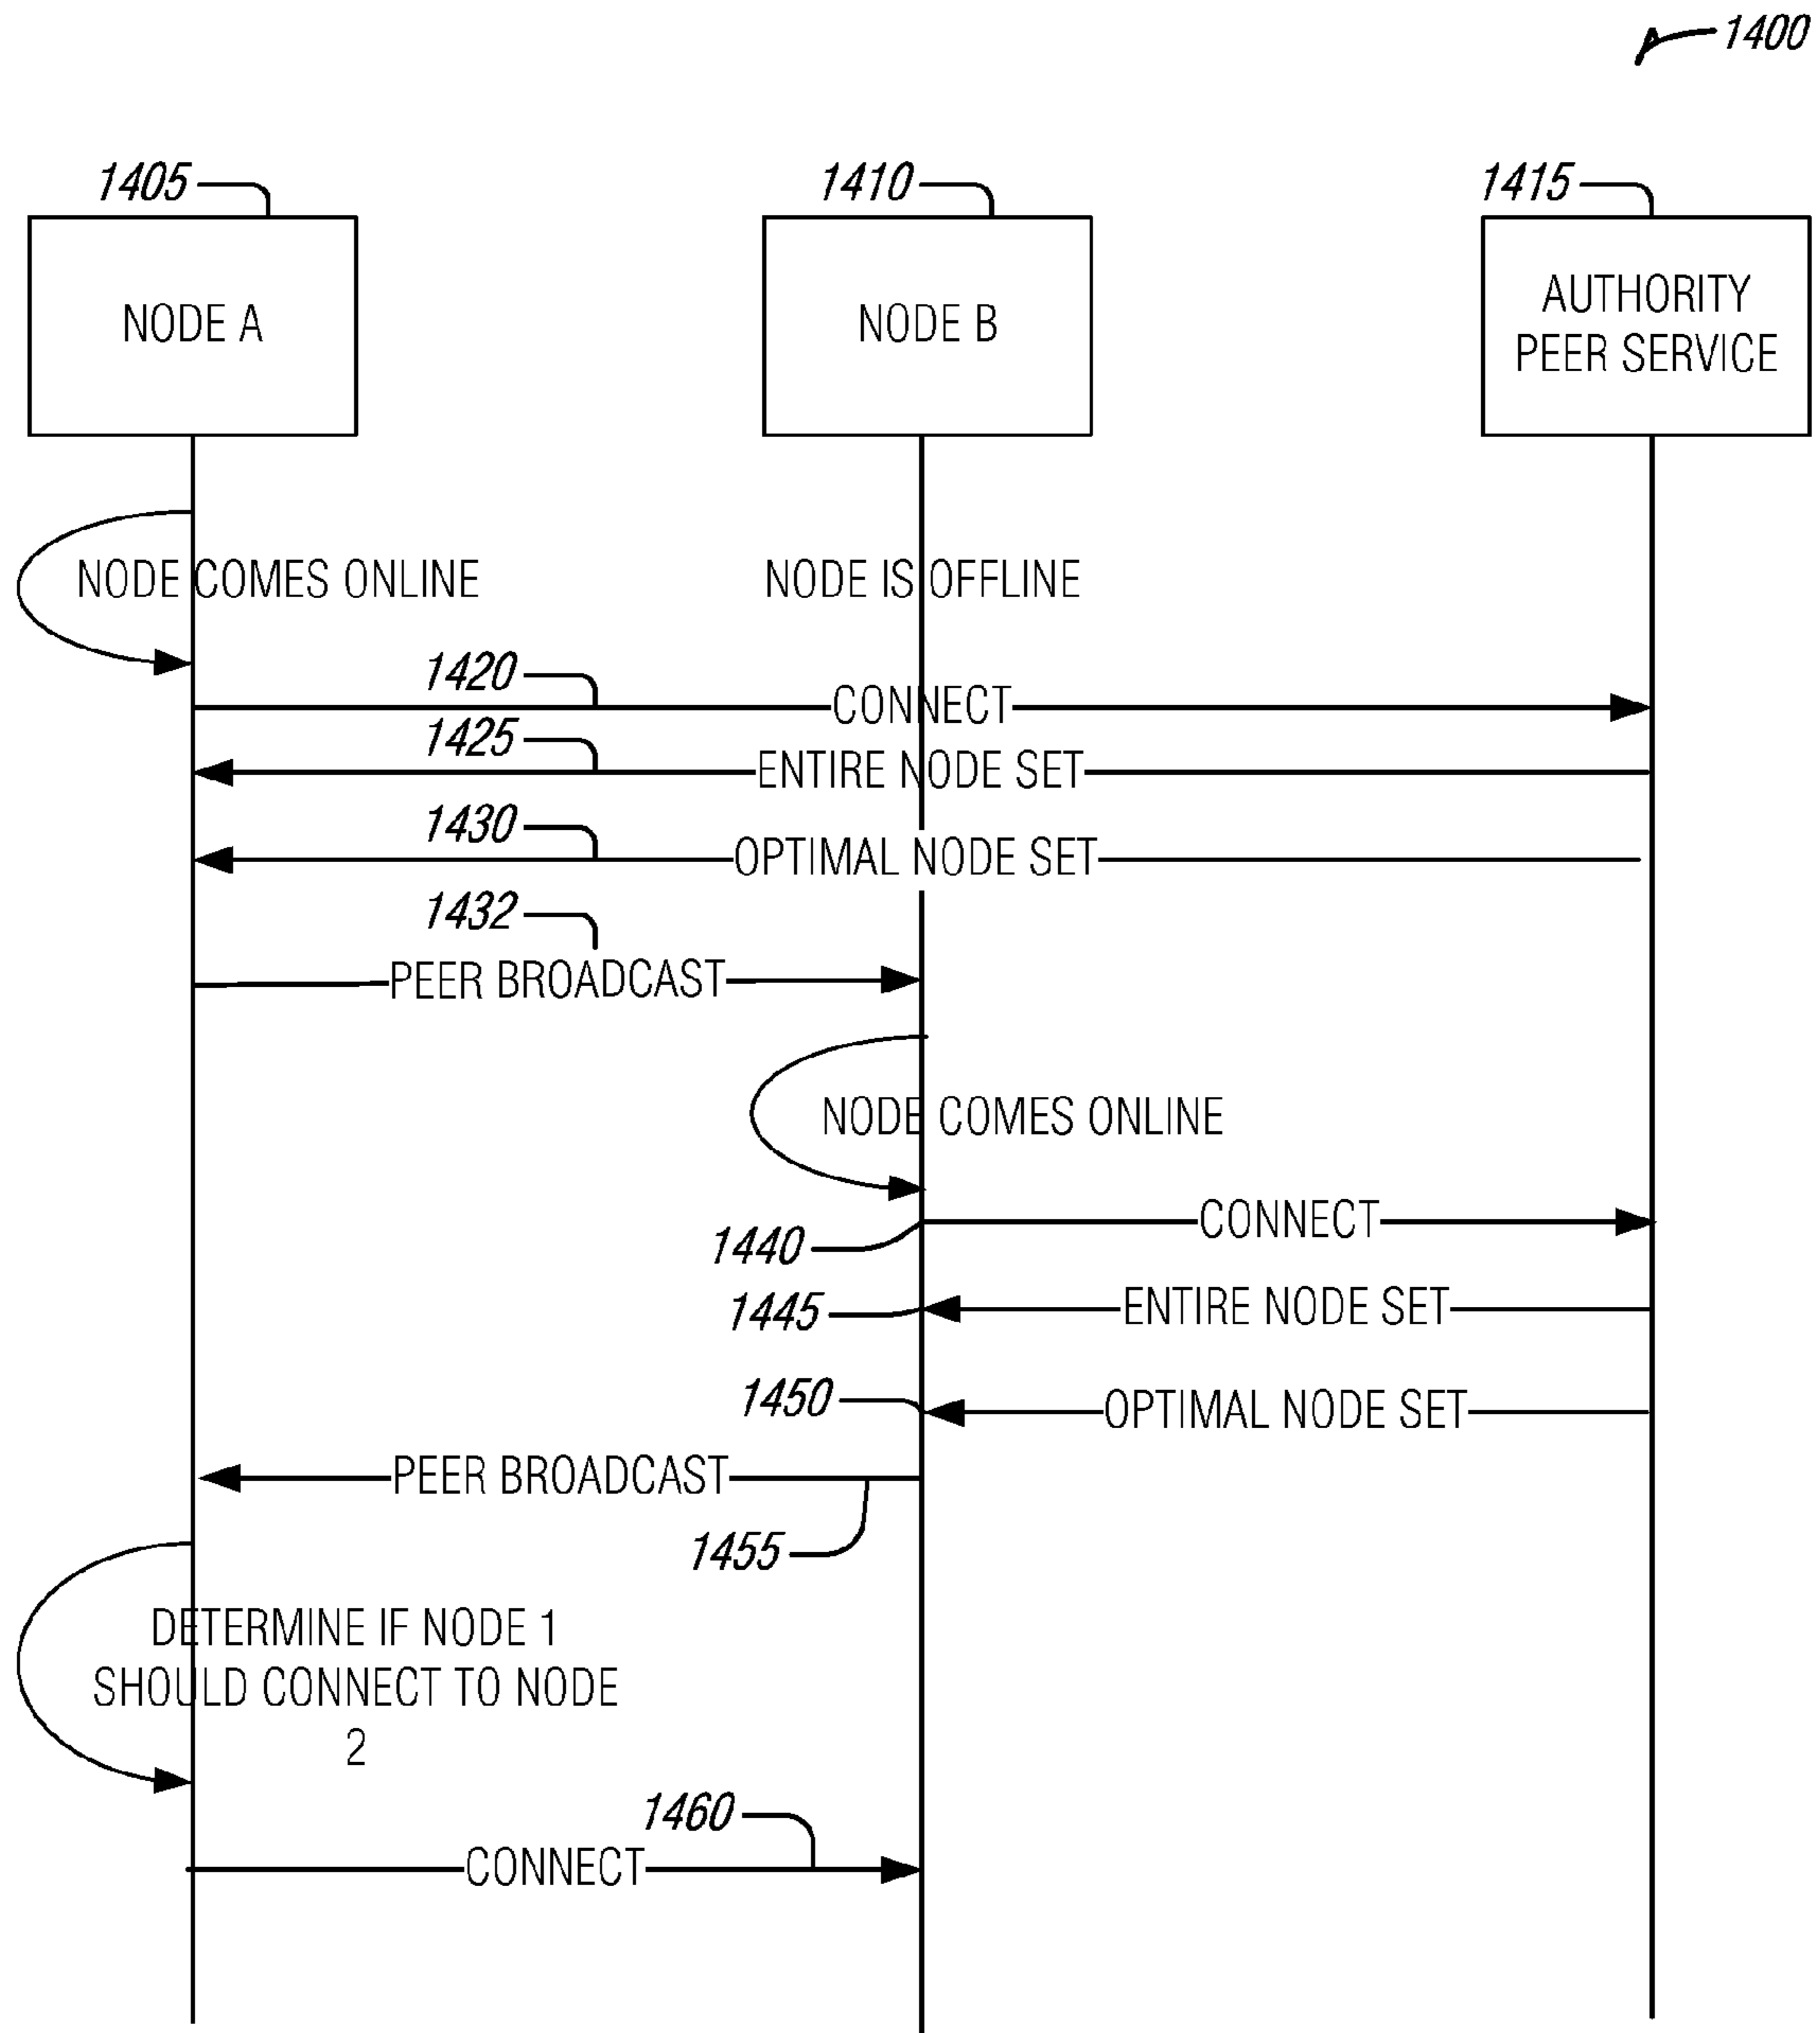 1400
1405
1410
1415
NODE A
NODE B
AUTHORITY
PEER SERVICE
NODE COMES ONLINE
NODE IS OFFLINE
1420
CONNECT
1425
ENTIRE NODE SET
1430
OPTIMAL NODE SET
1432
PEER BROADCAST
NODE COMES ONLINE
CONNECT
1440
ENTIRE NODE SET
1445
1450
OPTIMAL NODE SET
PEER BROADCAST
1455
DETERMINE IF NODE 1
SHOULD CONNECT TO NODE
2
1460
CONNECT